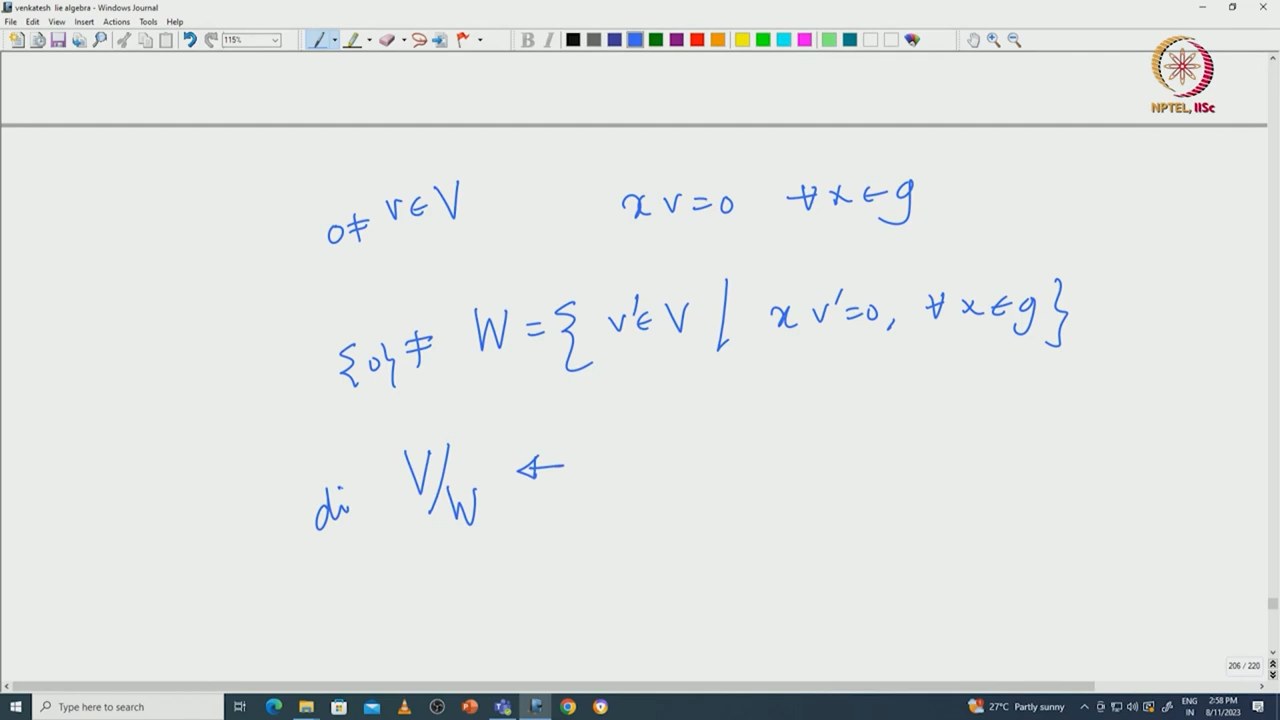 venkatesh lie algebra - Windows Journal
File Edit View Insert Actions Tools Help
115%
B I
NPTEL, IISc
0≠ v ∈ V x v = 0 ∀ x ∈ g
{0} ≠ W = { v' ∈ V | x v' = 0, ∀ x ∈ g }
di V/W ←
206 / 220
Type here to search
27°C Partly sunny
ENG
IN
2:58 PM
8/11/2023